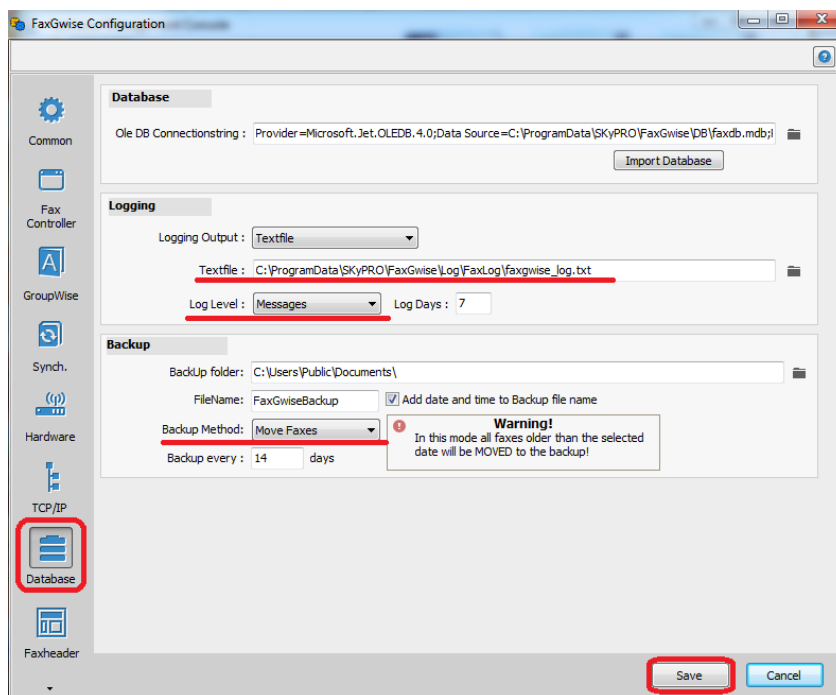 FaxGwise Configuration
Common
Fax
Controller
GroupWise
Synch.
Hardware
TCP/IP
Database
Faxheader
Database
Ole DB Connectionstring : Provider=Microsoft.Jet.OLEDB.4.0;Data Source=C:\ProgramData\SKyPRO\FaxGwise\DB\faxdb.mdb;
Import Database
Logging
Logging Output : Textfile
Textfile : C:\ProgramData\SKyPRO\FaxGwise\Log\FaxLog\faxgwise_log.txt
Log Level : Messages Log Days : 7
Backup
BackUp folder: C:\Users\Public\Documents\
FileName: FaxGwiseBackup Add date and time to Backup file name
Backup Method: Move Faxes
Warning!
In this mode all faxes older than the selected
date will be MOVED to the backup!
Backup every : 14 days
Save Cancel